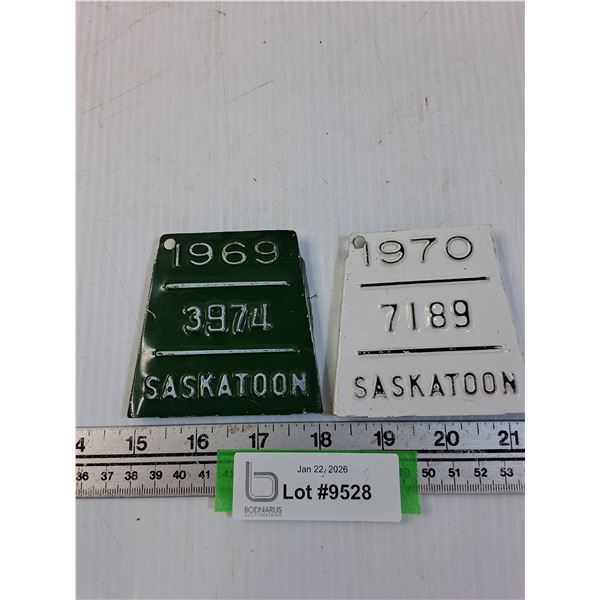 1969
3974
SASKATOON
1970
7189
SASKATOON
15 16 17 18 19 20 21
36 37 38 39 40 41 50 51 52 53
Jan 22, 2026
Lot #9528
b
BODNARUS
AUCTIONEERING